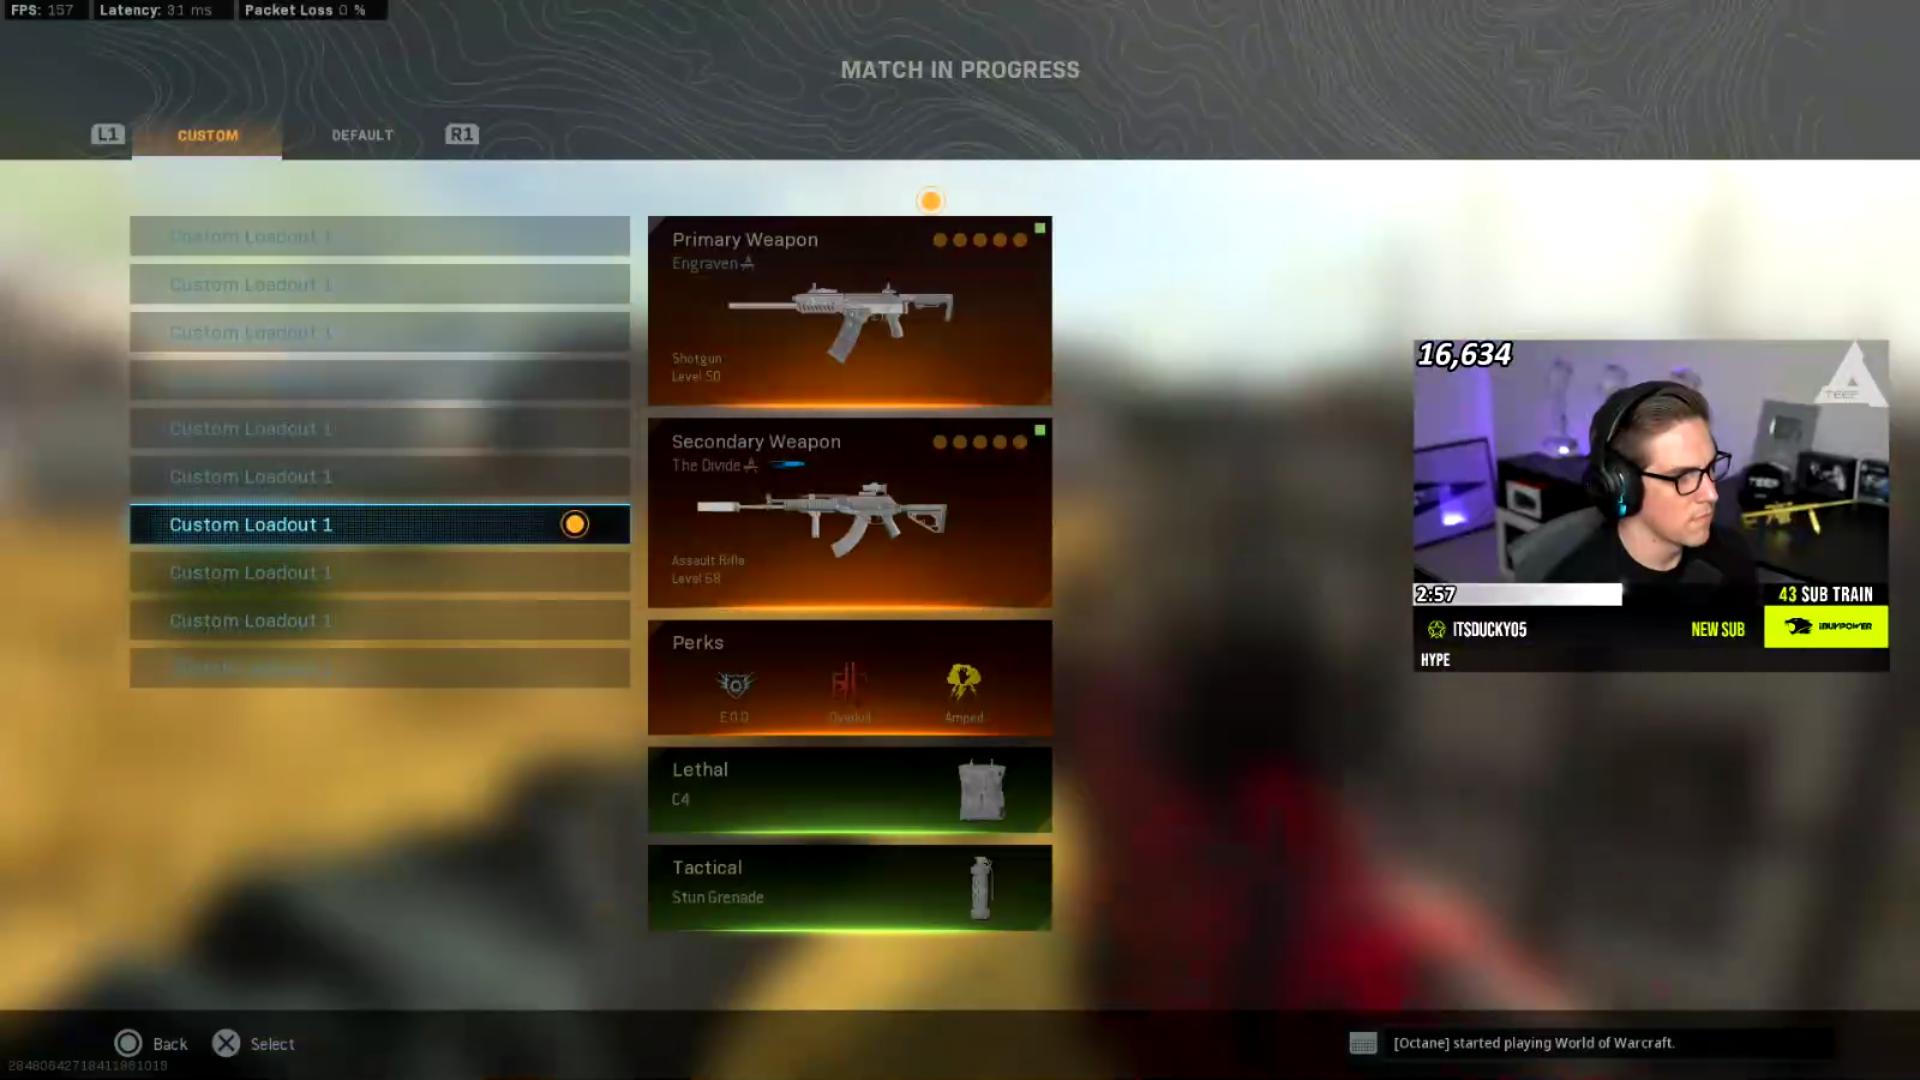 FPS: 157 Latency: 31 ms Packet Loss 0 %
MATCH IN PROGRESS
L1 CUSTOM DEFAULT R1
Custom Loadout 1
Custom Loadout 1
Custom Loadout 1
Custom Loadout 1
Custom Loadout 1
Custom Loadout 1
Custom Loadout 1
Custom Loadout 1
Primary Weapon
Engraven
Shotgun
Level 50
Secondary Weapon
The Divide
Assault Rifle
Level 68
Perks
E.O.D Overkill Amped
Lethal
C4
Tactical
Stun Grenade
16,634
TEEP
2:57
43 SUB TRAIN
ITSDUCKY05 NEW SUB
iBUYPOWER
HYPE
Back Select
[Octane] started playing World of Warcraft.